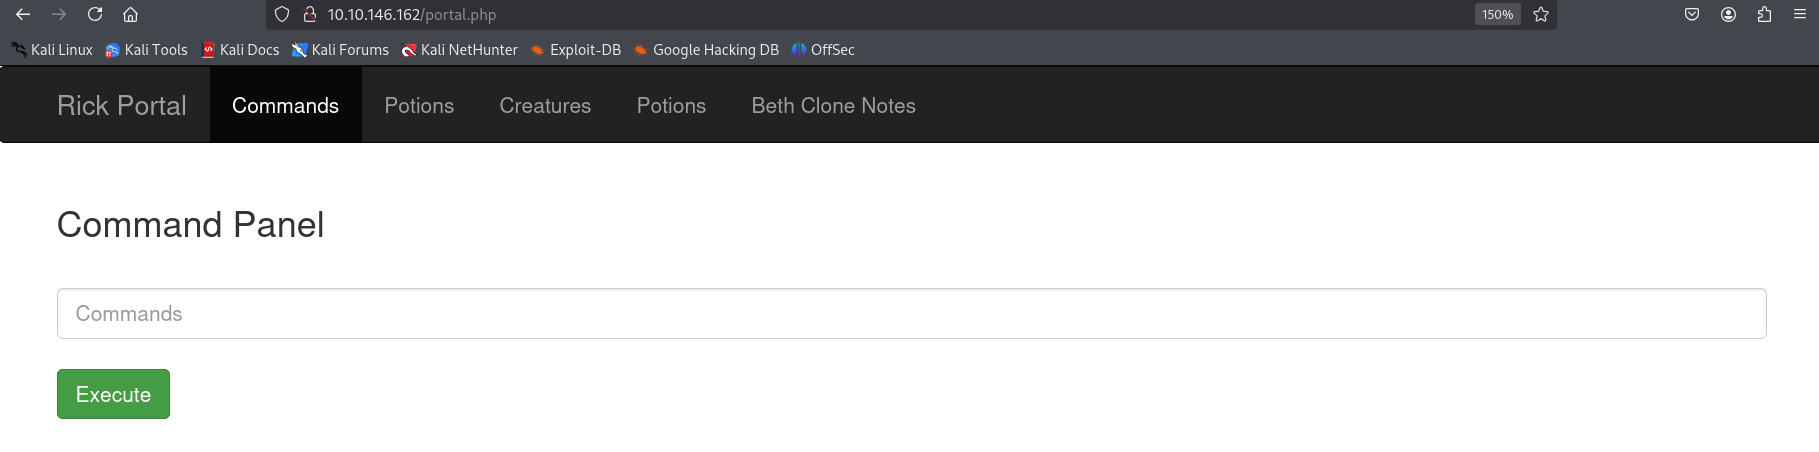 10.10.146.162/portal.php 150%
Kali Linux Kali Tools Kali Docs Kali Forums Kali NetHunter Exploit-DB Google Hacking DB OffSec
Rick Portal Commands Potions Creatures Potions Beth Clone Notes
Command Panel
Commands
Execute